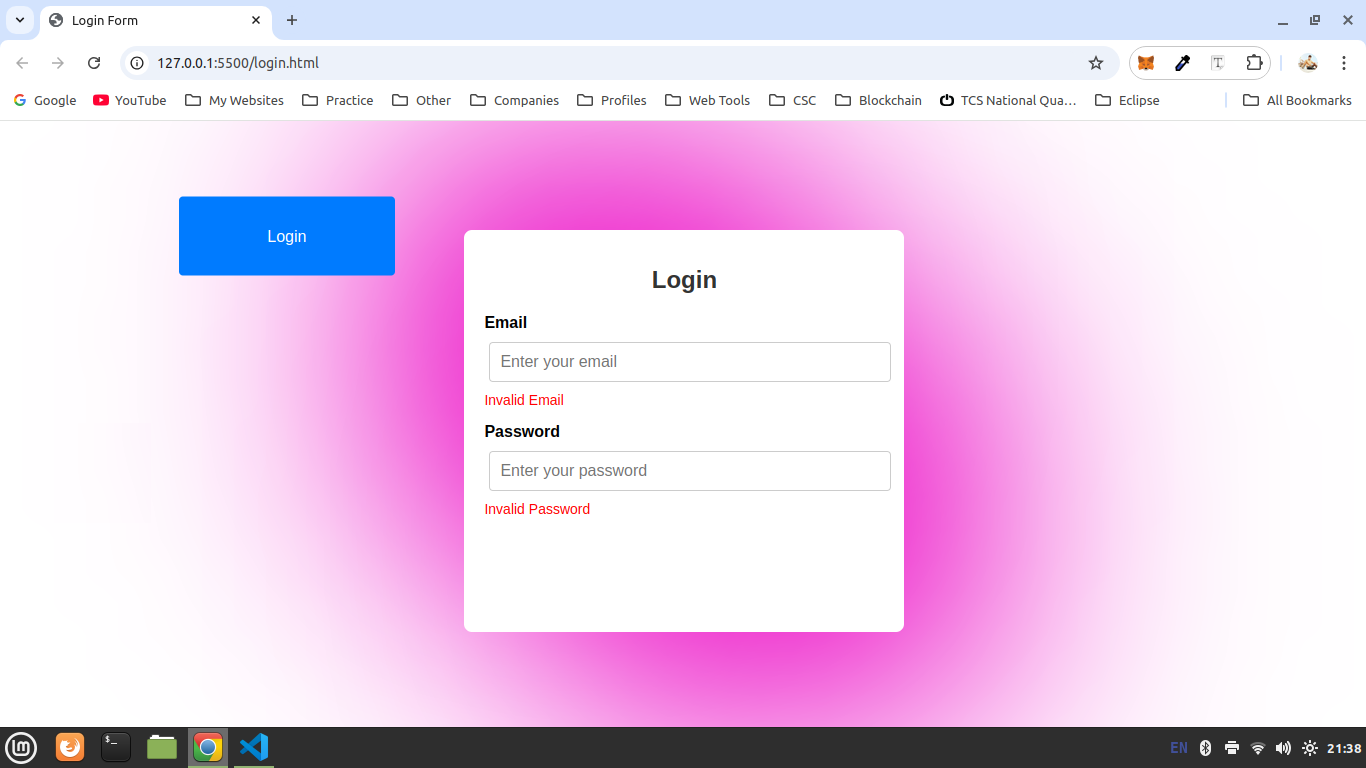 Login Form
127.0.0.1:5500/login.html
Google YouTube My Websites Practice Other Companies Profiles Web Tools CSC Blockchain TCS National Qua… Eclipse All Bookmarks
Login
Login
Email
Enter your email
Invalid Email
Password
Enter your password
Invalid Password
EN 21:38